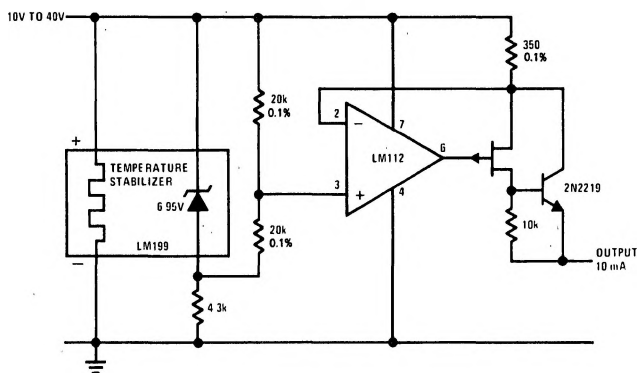 10V TO 40V
350
0.1%
20k
0.1%
2
7
LM112
6
3
4
+
TEMPERATURE
STABILIZER
6 95V
LM199
−
−
+
20k
0.1%
2N2219
10k
4 3k
OUTPUT
10 mA